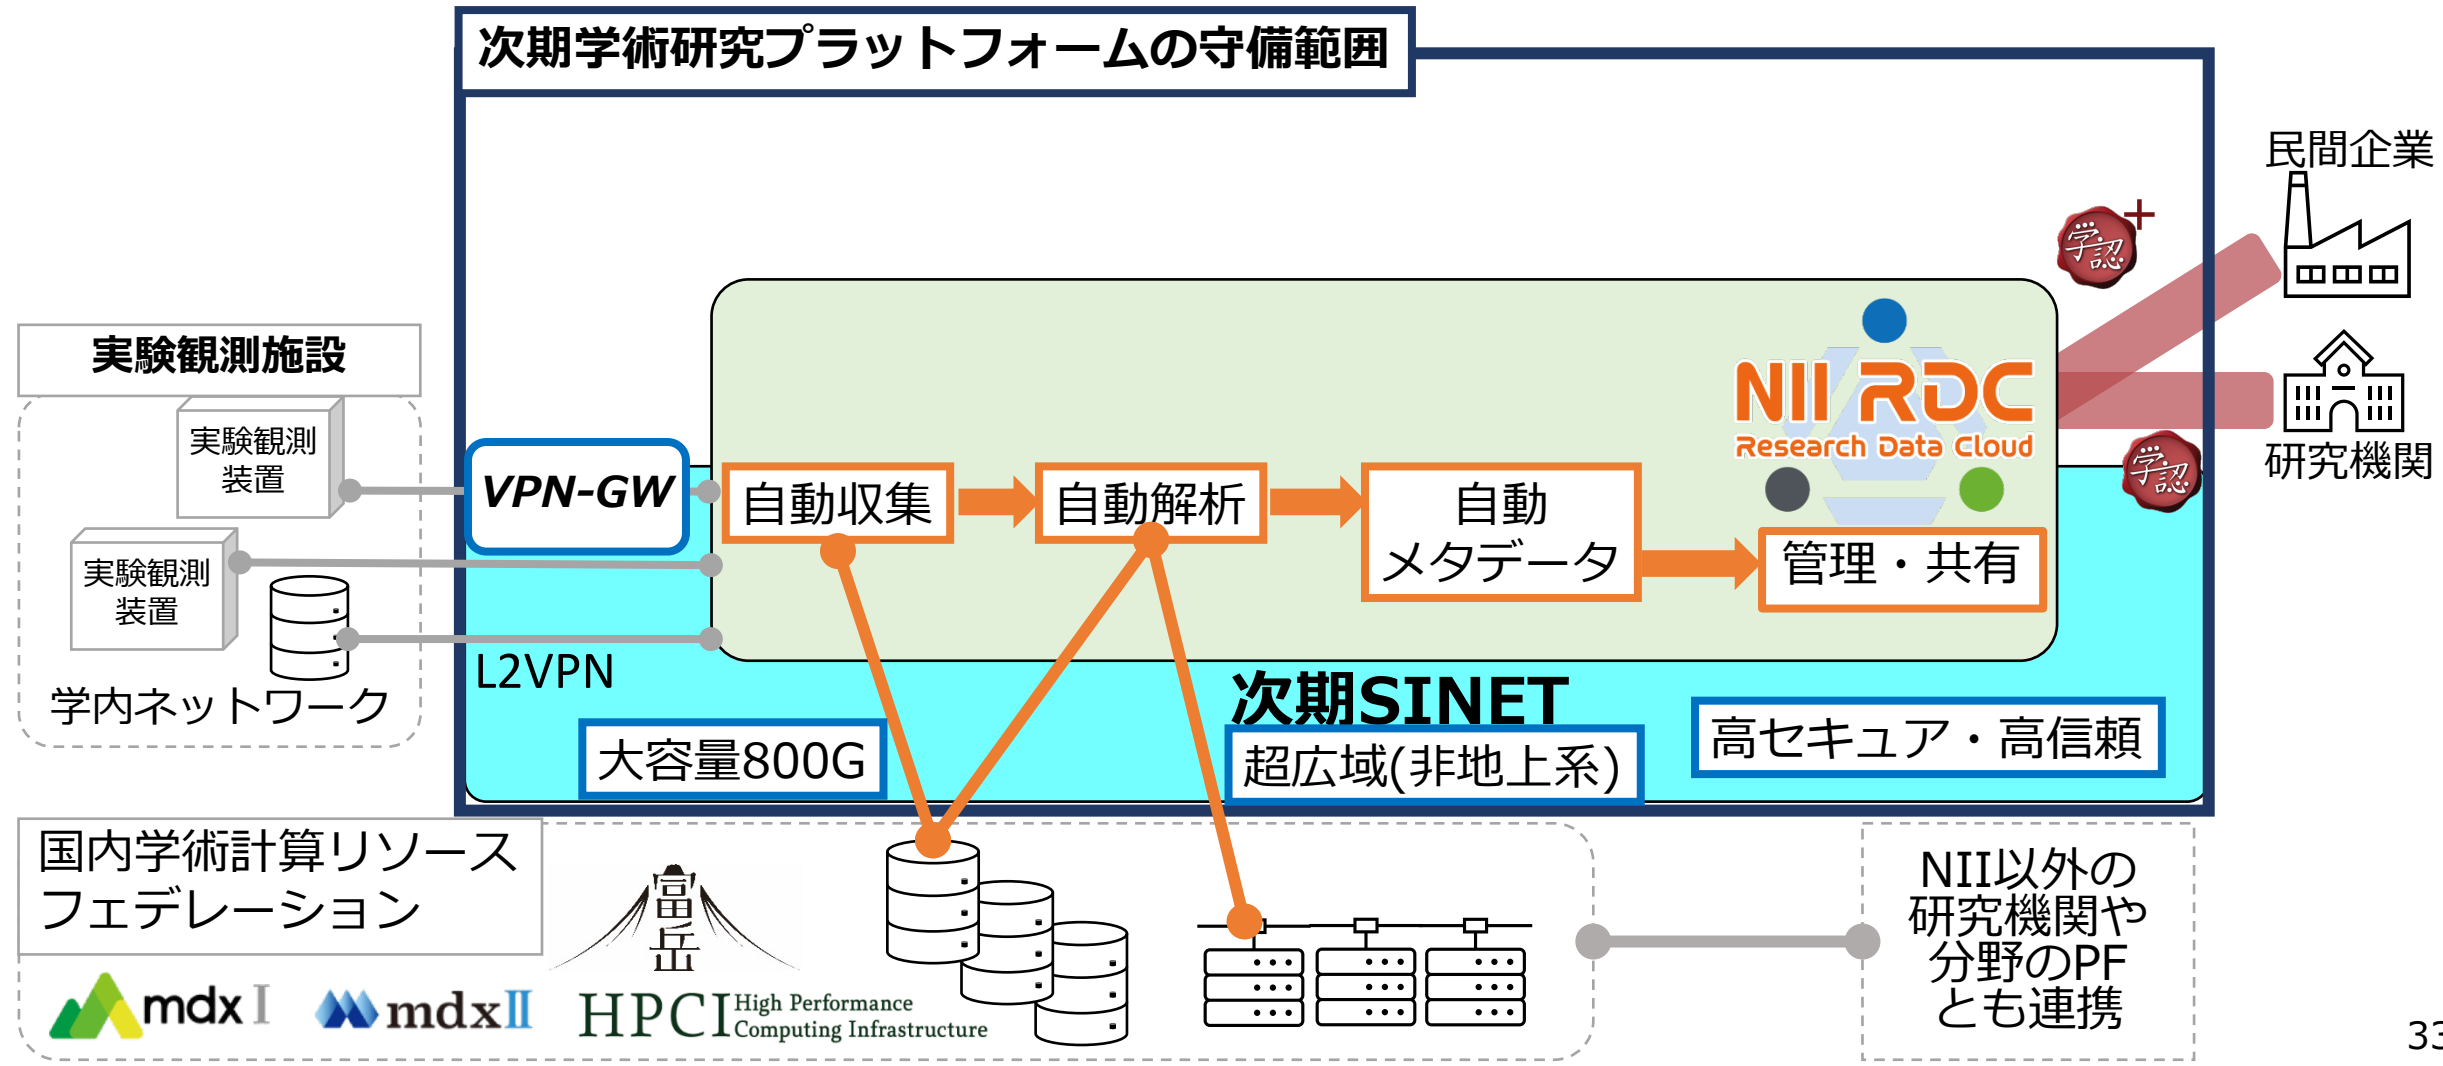 次期学術研究プラットフォームの守備範囲
民間企業
学認
+
実験観測施設
実験観測
装置
NII RDC
Research Data Cloud
学認
研究機関
VPN-GW
自動収集
自動解析
自動
メタデータ
管理・共有
実験観測
装置
学内ネットワーク
L2VPN
次期SINET
大容量800G
超広域(非地上系)
高セキュア・高信頼
国内学術計算リソース
フェデレーション
富岳
mdx I
mdx II
HPCI
High Performance
Computing Infrastructure
NII以外の
研究機関や
分野のPF
とも連携
33